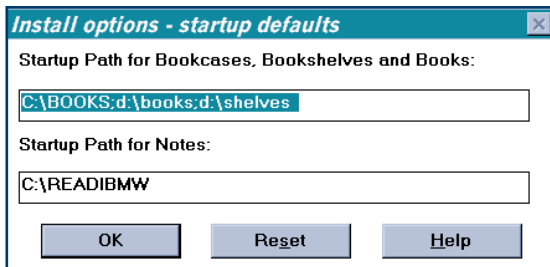 Install options - startup defaults
Startup Path for Bookcases, Bookshelves and Books:
C:\BOOKS;d:\books;d:\shelves
Startup Path for Notes:
C:\READIBMW
OK Reset Help